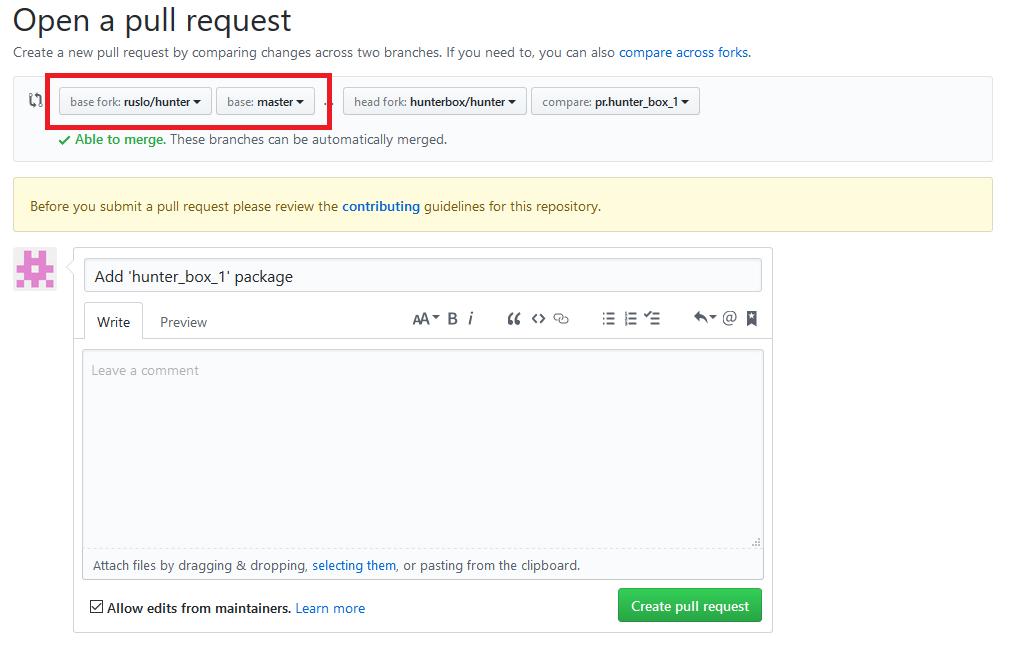 Open a pull request
Create a new pull request by comparing changes across two branches. If you need to, you can also compare across forks.
base fork: ruslo/hunter base: master ... head fork: hunterbox/hunter compare: pr.hunter_box_1
Able to merge. These branches can be automatically merged.
Before you submit a pull request please review the contributing guidelines for this repository.
Add 'hunter_box_1' package
Write Preview AA B i “ <> @
Leave a comment
Attach files by dragging & dropping, selecting them, or pasting from the clipboard.
Allow edits from maintainers. Learn more Create pull request